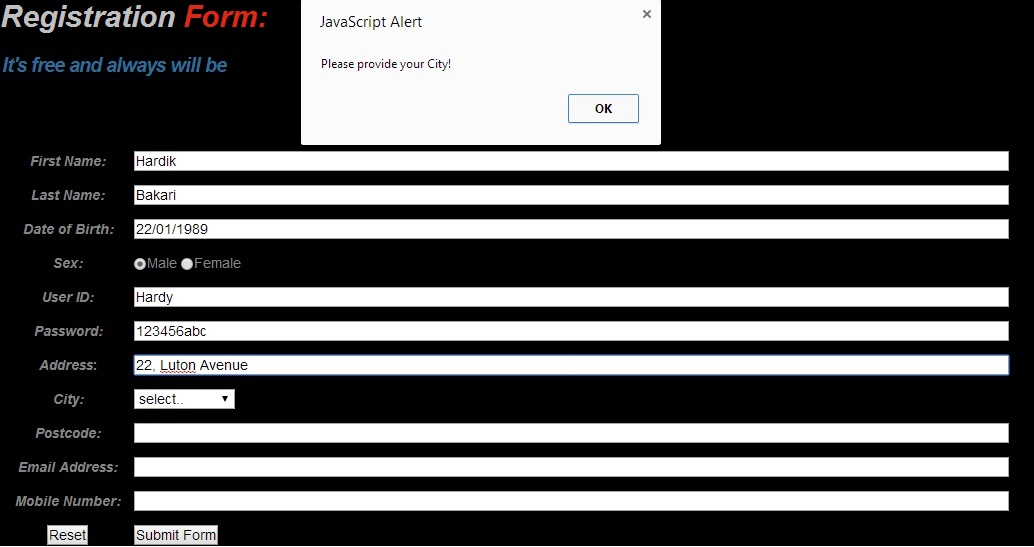 Registration Form:
It's free and always will be
JavaScript Alert
×
Please provide your City!
OK
First Name: Hardik
Last Name: Bakari
Date of Birth: 22/01/1989
Sex: Male Female
User ID: Hardy
Password: 123456abc
Address: 22, Luton Avenue
City: select..
Postcode:
Email Address:
Mobile Number:
Reset Submit Form